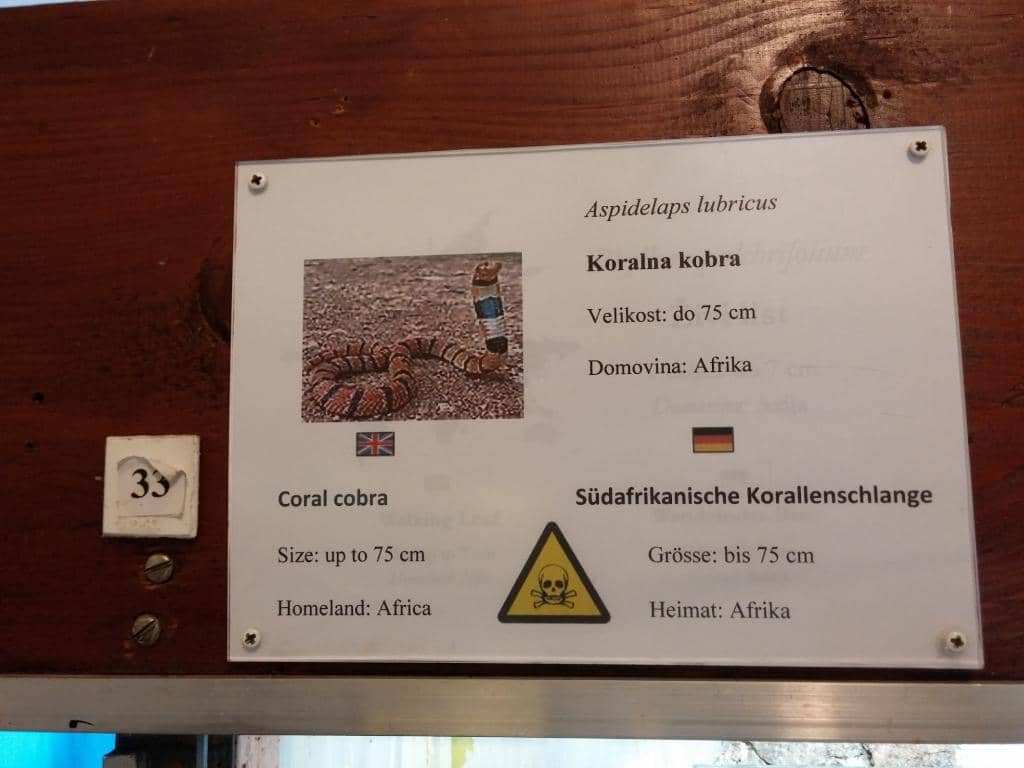 Aspidelaps lubricus
Koralna kobra
Velikost: do 75 cm
Domovina: Afrika
33
Coral cobra
Size: up to 75 cm
Homeland: Africa
Südafrikanische Korallenschlange
Grösse: bis 75 cm
Heimat: Afrika